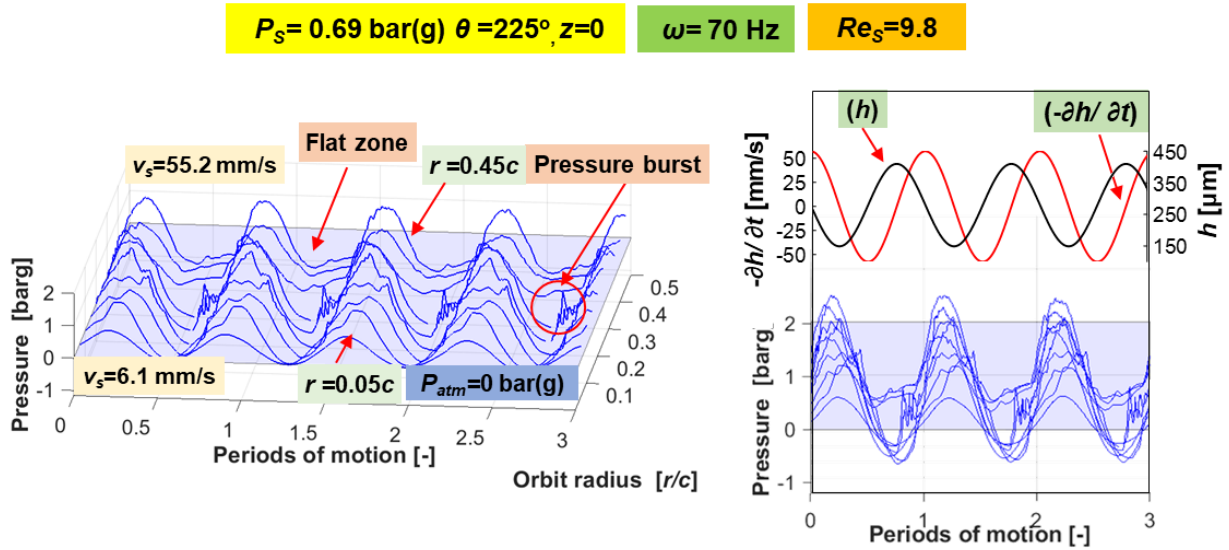 P_S= 0.69 bar(g) θ =225°, z=0
ω= 70 Hz
Re_S=9.8
v_s=55.2 mm/s
Flat zone
r =0.45c
Pressure burst
Pressure [barg]
2
1
0
-1
v_s=6.1 mm/s
r =0.05c
P_atm=0 bar(g)
0.5
0.4
0.3
0.2
0.1
0
0.5
1
1.5
2
2.5
3
Periods of motion [-]
Orbit radius [r/c]
(h)
(-∂h/ ∂t)
-∂h/ ∂t [mm/s]
50
25
0
-25
-50
450
350
250
150
h [µm]
Pressure [barg]
2
1
0
-1
0
1
2
3
Periods of motion [-]